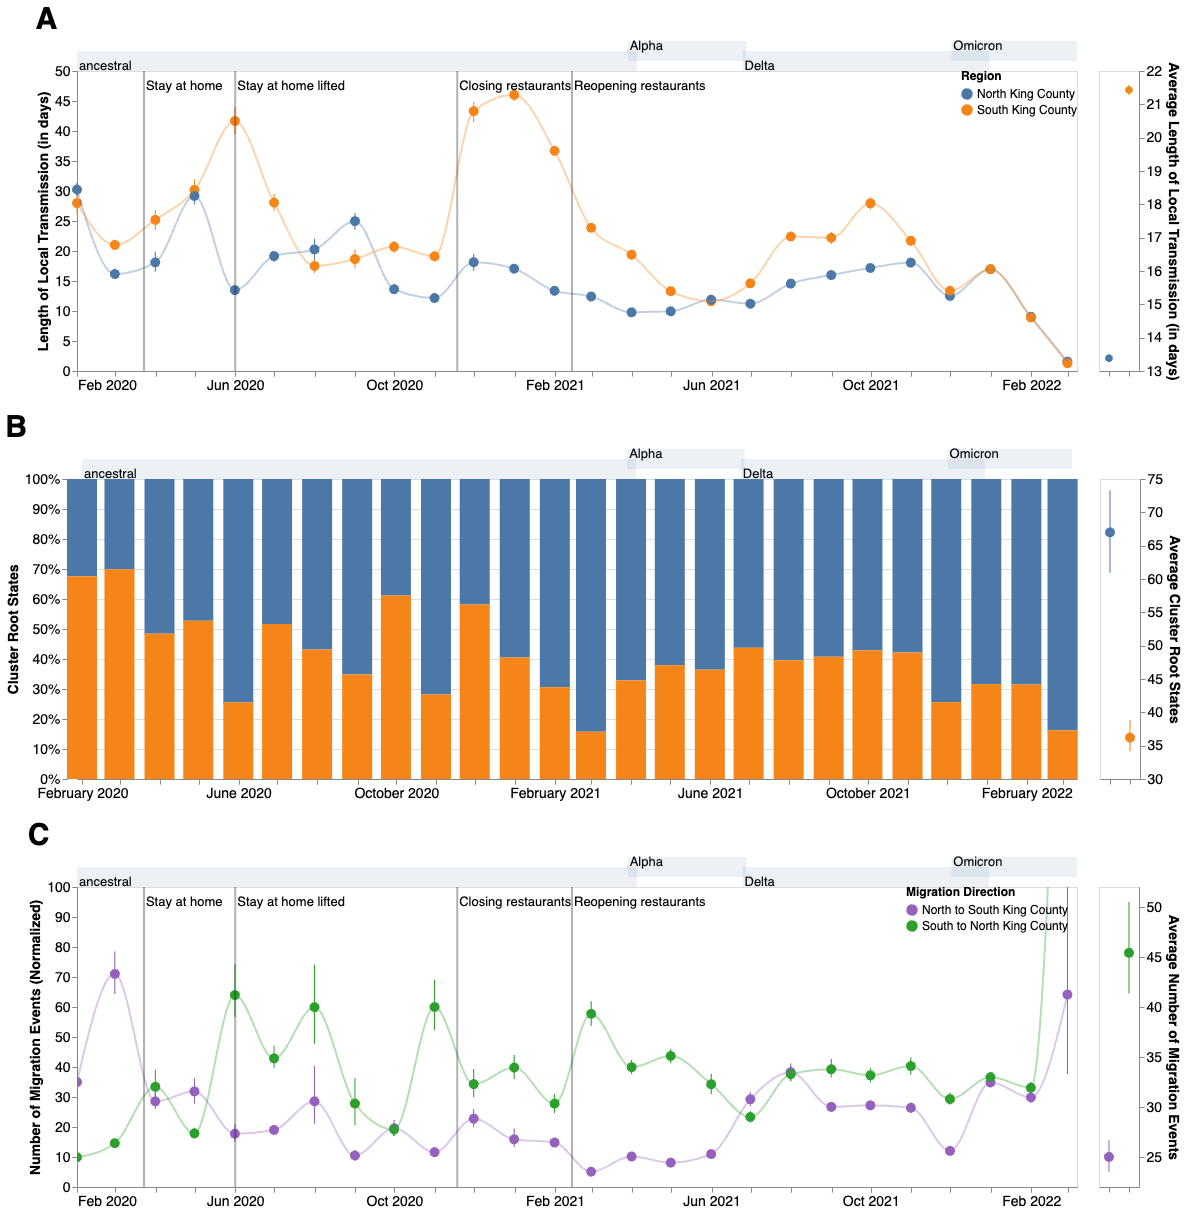 A
Alpha
Omicron
ancestral
Delta
Stay at home
Stay at home lifted
Closing restaurants
Reopening restaurants
Region
North King County
South King County
Length of Local Transmission (in days)
50
45
40
35
30
25
20
15
10
5
0
Feb 2020
Jun 2020
Oct 2020
Feb 2021
Jun 2021
Oct 2021
Feb 2022
22
21
20
19
18
17
16
15
14
13
Average Length of Local Transmission (in days)
B
Alpha
Omicron
ancestral
Delta
Cluster Root States
100%
90%
80%
70%
60%
50%
40%
30%
20%
10%
0%
February 2020
June 2020
October 2020
February 2021
June 2021
October 2021
February 2022
75
70
65
60
55
50
45
40
35
30
Average Cluster Root States
C
Alpha
Omicron
ancestral
Delta
Stay at home
Stay at home lifted
Closing restaurants
Reopening restaurants
Migration Direction
North to South King County
South to North King County
Number of Migration Events (Normalized)
100
90
80
70
60
50
40
30
20
10
0
Feb 2020
Jun 2020
Oct 2020
Feb 2021
Jun 2021
Oct 2021
Feb 2022
50
45
40
35
30
25
Average Number of Migration Events